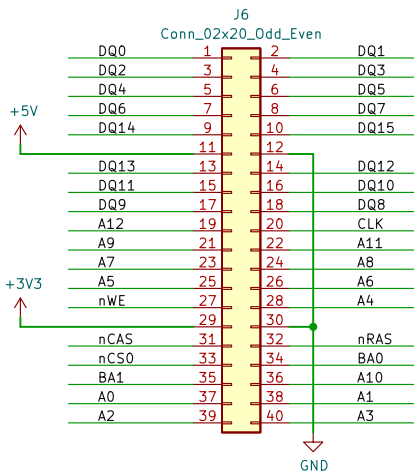 J6
Conn_02x20_Odd_Even
DQ0 1 2 DQ1
DQ2 3 4 DQ3
DQ4 5 6 DQ5
DQ6 7 8 DQ7
DQ14 9 10 DQ15
+5V 11 12
DQ13 13 14 DQ12
DQ11 15 16 DQ10
DQ9 17 18 DQ8
A12 19 20 CLK
A9 21 22 A11
A7 23 24 A8
A5 25 26 A6
nWE 27 28 A4
+3V3 29 30
nCAS 31 32 nRAS
nCS0 33 34 BA0
BA1 35 36 A10
A0 37 38 A1
A2 39 40 A3
GND